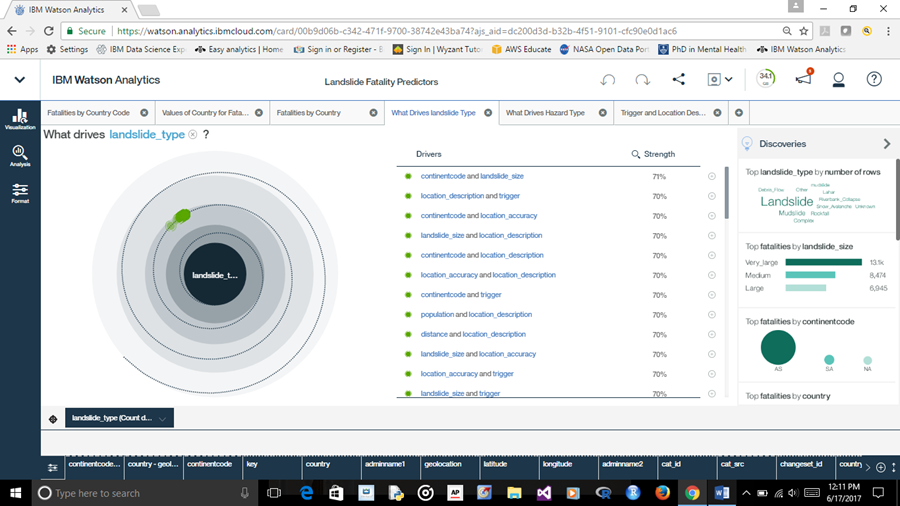 IBM Watson Analytics
Secure https://watson.analytics.ibmcloud.com/card/00b9d06b-c342-471f-9700-38742e43ba74?ajs_aid=dc200d3d-b32b-4f51-9101-cfc90e0d1ac6
Apps Settings IBM Data Science Exp Easy analytics | Home Sign in or Register - B Sign In | Wyzant Tutor AWS Educate NASA Open Data Port PhD in Mental Health IBM Watson Analytics
IBM Watson Analytics
Landslide Fatality Predictors
34.1
GB
Fatalities by Country Code
Values of Country for Fata...
Fatalities by Country
What Drives landslide Type
What Drives Hazard Type
Trigger and Location Des...
Visualization
Analysis
Format
What drives landslide_type ?
landslide_t...
Drivers Strength
continentcode and landslide_size 71%
location_description and trigger 70%
continentcode and location_accuracy 70%
landslide_size and location_description 70%
continentcode and location_description 70%
location_accuracy and location_description 70%
continentcode and trigger 70%
population and location_description 70%
distance and location_description 70%
landslide_size and location_accuracy 70%
location_accuracy and trigger 70%
landslide_size and trigger 70%
Discoveries
Top landslide_type by number of rows
mudslide
Debris_Flow Other Lahar
Landslide Riverbank_Collapse
Snow_Avalanche Unknown
Mudslide Rockfall
Complex
Top fatalities by landslide_size
Very_large 13.1k
Medium 8,474
Large 6,945
Top fatalities by continentcode
AS SA NA
Top fatalities by country
landslide_type (Count d...
continentcode... country - geol... continentcode key country adminname1 geolocation latitude longitude adminname2 cat_id cat_src changeset_id country
Type here to search
12:11 PM
6/17/2017